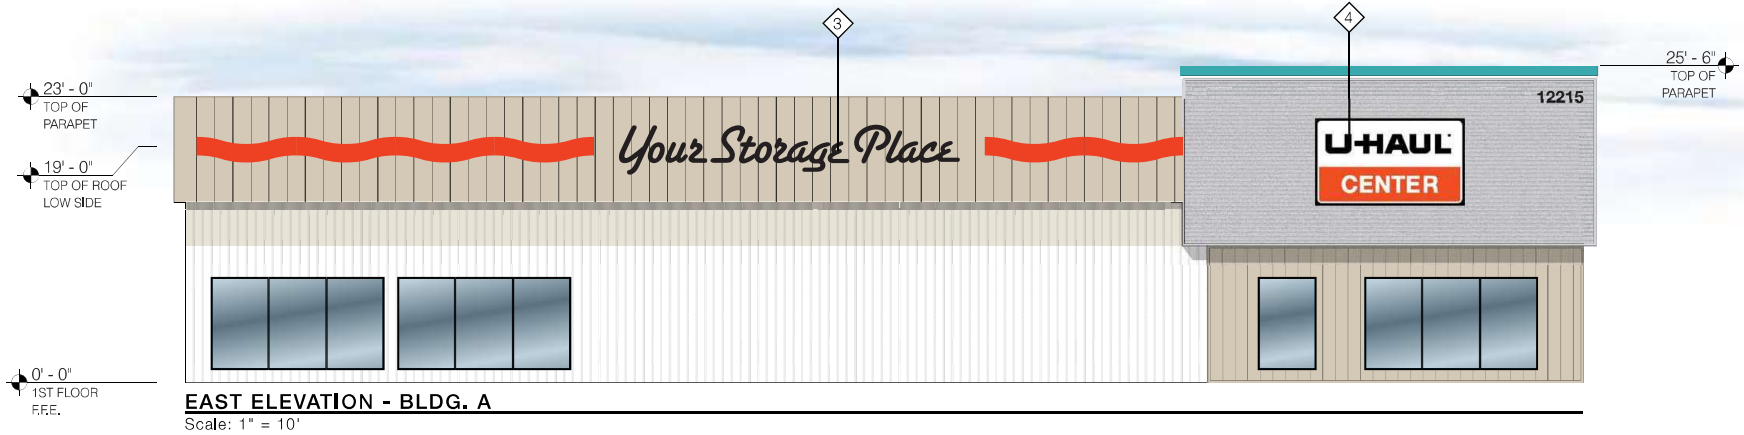 3
4
23' - 0"
TOP OF
PARAPET
19' - 0"
TOP OF ROOF
LOW SIDE
0' - 0"
1ST FLOOR
F.F.E.
Your Storage Place
12215
U-HAUL
CENTER
25' - 6"
TOP OF
PARAPET
EAST ELEVATION - BLDG. A
Scale: 1" = 10'